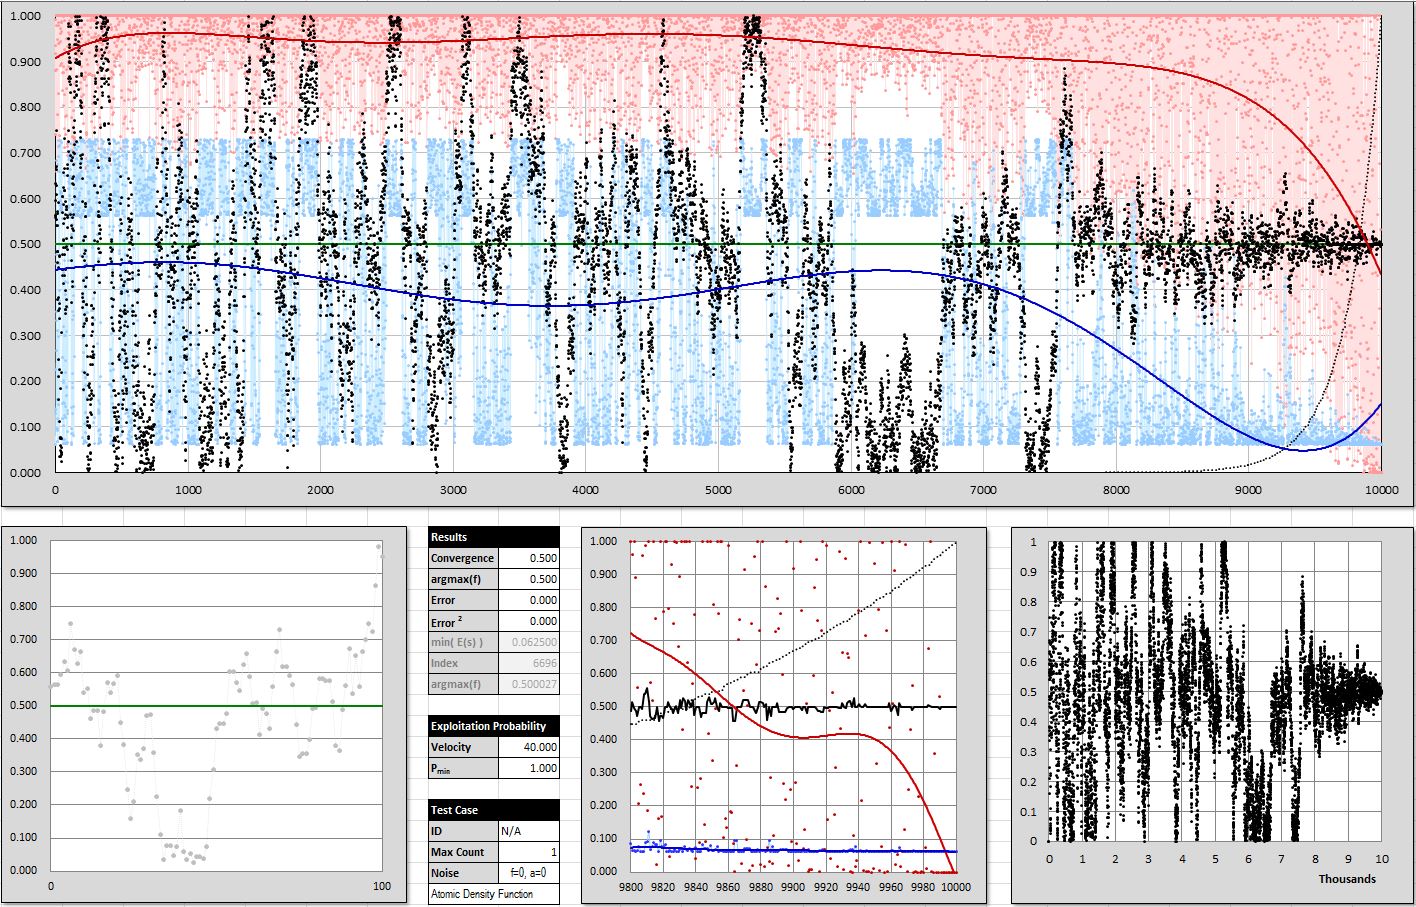 1.000
0.900
0.800
0.700
0.600
0.500
0.400
0.300
0.200
0.100
0.000
0 1000 2000 3000 4000 5000 6000 7000 8000 9000 10000
1.000
0.900
0.800
0.700
0.600
0.500
0.400
0.300
0.200
0.100
0.000
0 100
Results
Convergence 0.500
argmax(f) 0.500
Error 0.000
Error ² 0.000
min( E(s) ) 0.062500
Index 6696
argmax(f) 0.500027
Exploitation Probability
Velocity 40.000
Pmin 1.000
Test Case
ID N/A
Max Count 1
Noise f=0, a=0
Atomic Density Function
1.000
0.900
0.800
0.700
0.600
0.500
0.400
0.300
0.200
0.100
0.000
9800 9820 9840 9860 9880 9900 9920 9940 9960 9980 10000
1
0.9
0.8
0.7
0.6
0.5
0.4
0.3
0.2
0.1
0
0 1 2 3 4 5 6 7 8 9 10
Thousands